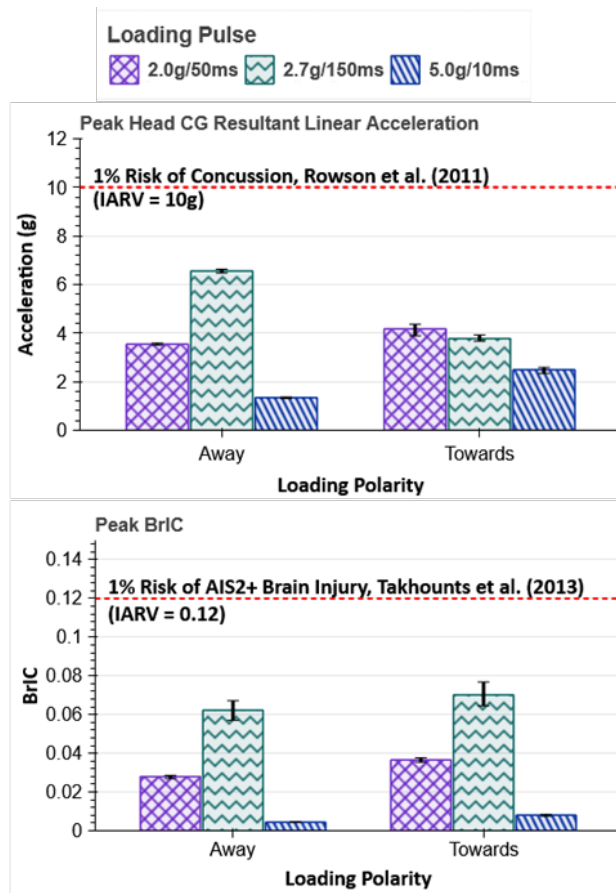 Loading Pulse
2.0g/50ms 2.7g/150ms 5.0g/10ms
Peak Head CG Resultant Linear Acceleration
12
1% Risk of Concussion, Rowson et al. (2011)
10
(IARV = 10g)
8
6
4
2
0
Acceleration (g)
Away Towards
Loading Polarity
Peak BrIC
0.14
1% Risk of AIS2+ Brain Injury, Takhounts et al. (2013)
0.12
(IARV = 0.12)
0.1
0.08
0.06
0.04
0.02
0
BrIC
Away Towards
Loading Polarity